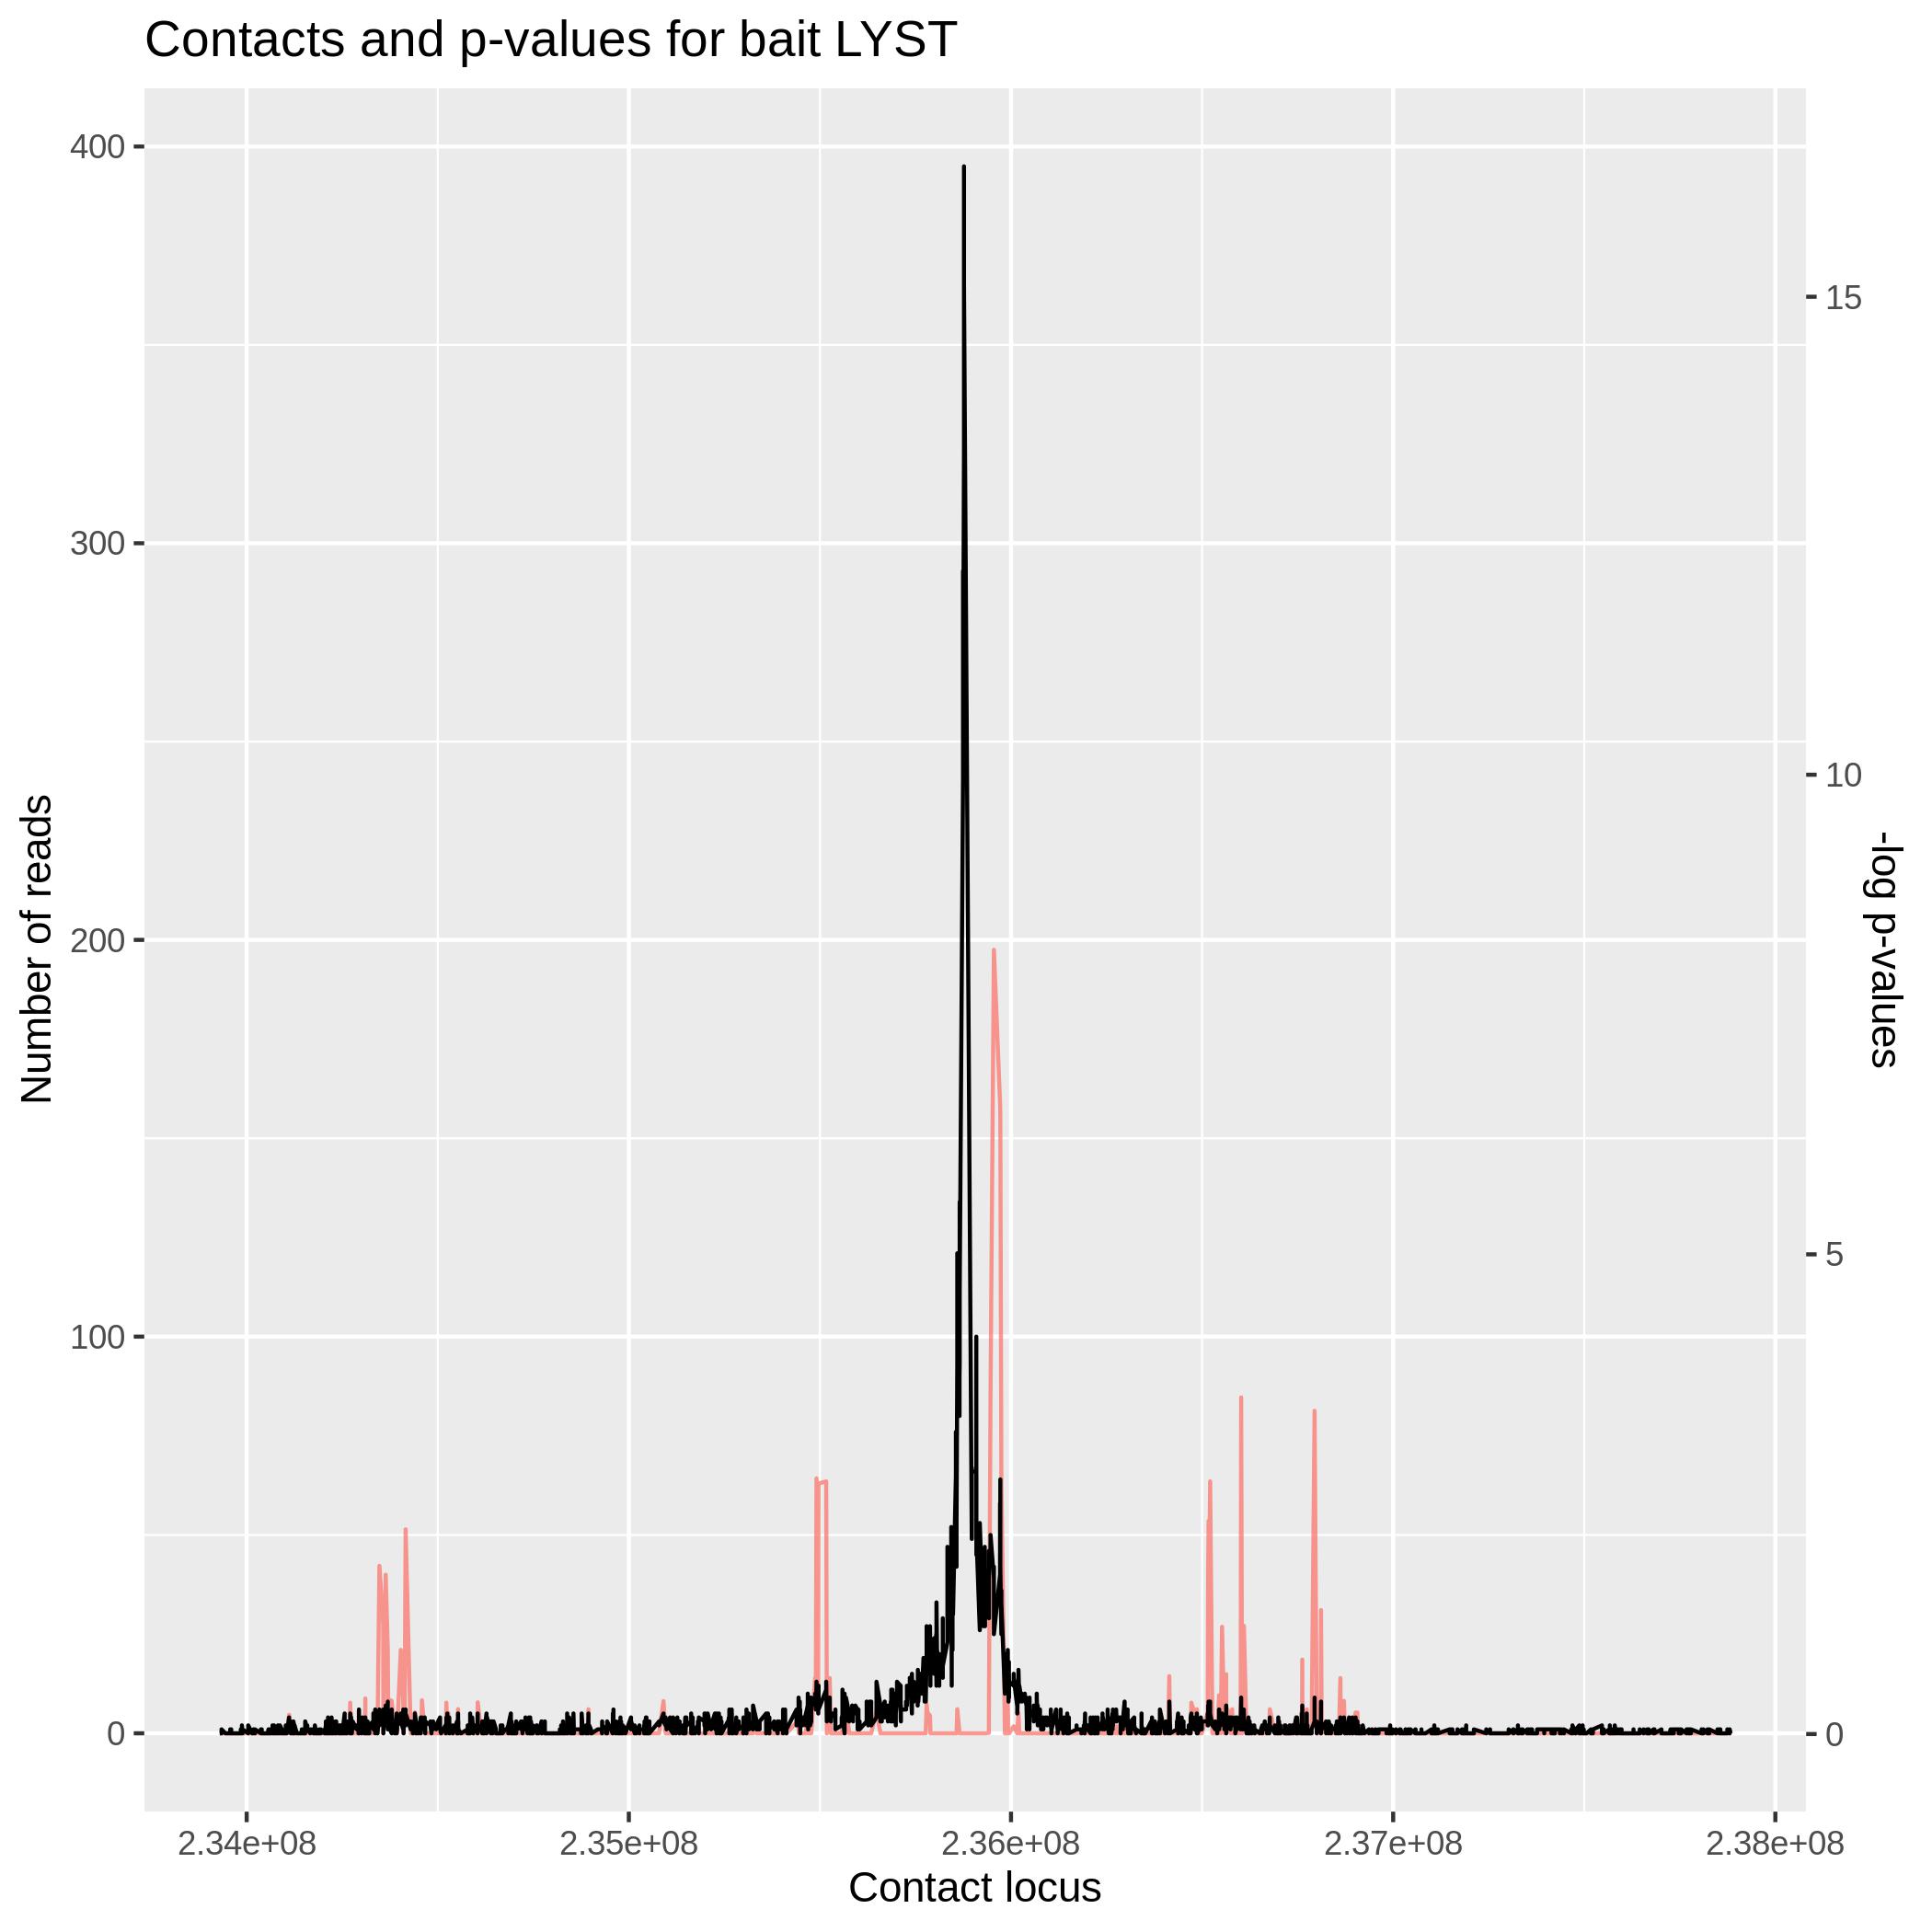 Contacts and p-values for bait LYST
400
300
200
100
0
Number of reads
15
10
5
0
-log p-values
2.34e+08
2.35e+08
2.36e+08
2.37e+08
2.38e+08
Contact locus